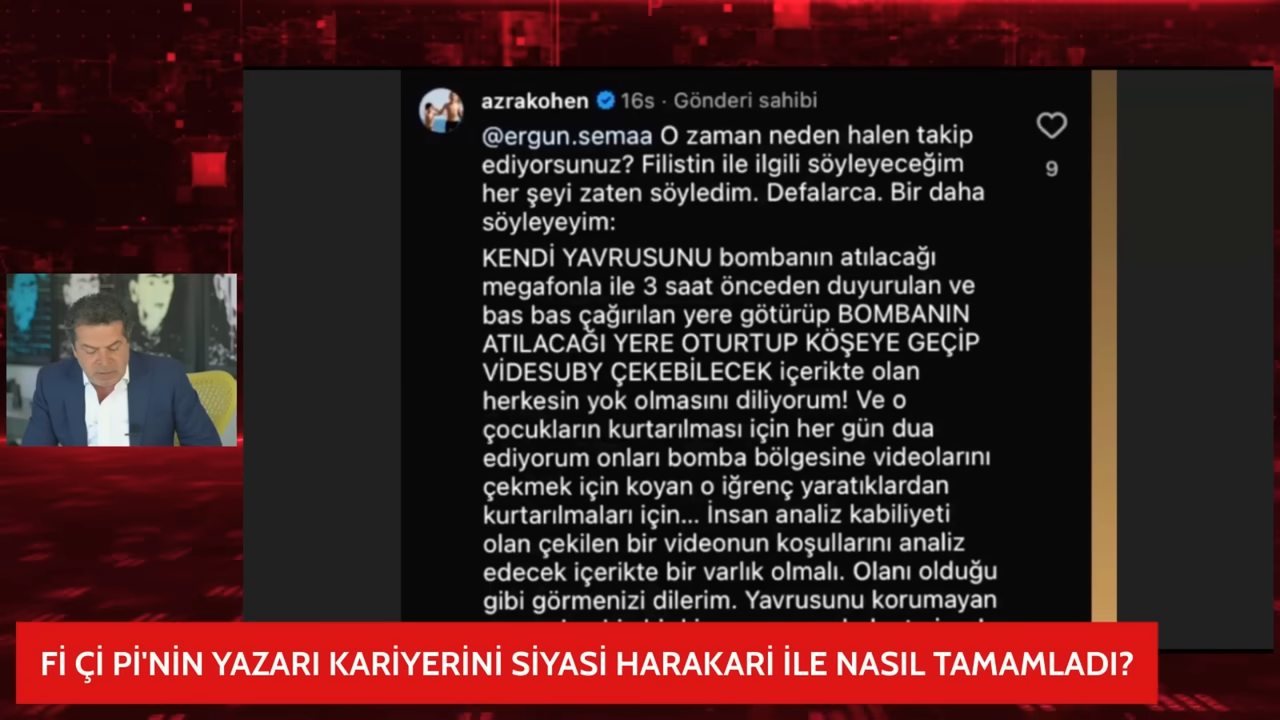 azrakohen 16s · Gönderi sahibi
@ergun.semaa O zaman neden halen takip
ediyorsunuz? Filistin ile ilgili söyleyeceğim
her şeyi zaten söyledim. Defalarca. Bir daha
söyleyeyim:
KENDİ YAVRUSUNU bombanın atılacağı
megafonla ile 3 saat önceden duyurulan ve
bas bas çağırılan yere götürüp BOMBANIN
ATILACAĞI YERE OTURTUP KÖŞEYE GEÇİP
VİDESUBY ÇEKEBİLECEK içerikte olan
herkesin yok olmasını diliyorum! Ve o
çocukların kurtarılması için her gün dua
ediyorum onları bomba bölgesine videolarını
çekmek için koyan o iğrenç yaratıklardan
kurtarılmaları için... İnsan analiz kabiliyeti
olan çekilen bir videonun koşullarını analiz
edecek içerikte bir varlık olmalı. Olanı olduğu
gibi görmenizi dilerim. Yavrusunu korumayan
9
Fİ Çİ Pİ'NİN YAZARI KARİYERİNİ SİYASİ HARAKARİ İLE NASIL TAMAMLADI?